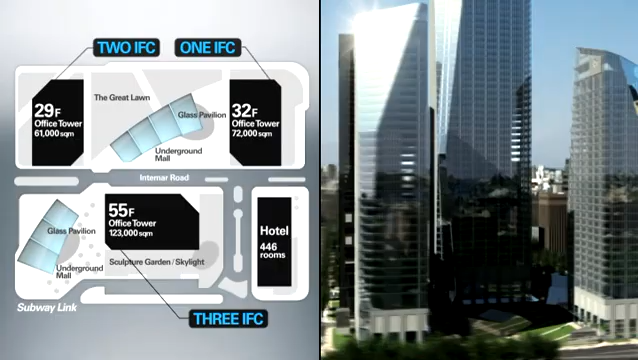 TWO IFC
ONE IFC
29F
Office Tower
61,000 sqm
The Great Lawn
Glass Pavilion
Underground
Mall
32F
Office Tower
72,000 sqm
Internar Road
Glass Pavilion
Underground
Mall
55F
Office Tower
123,000 sqm
Sculpture Garden / Skylight
Hotel
446
rooms
Subway Link
THREE IFC